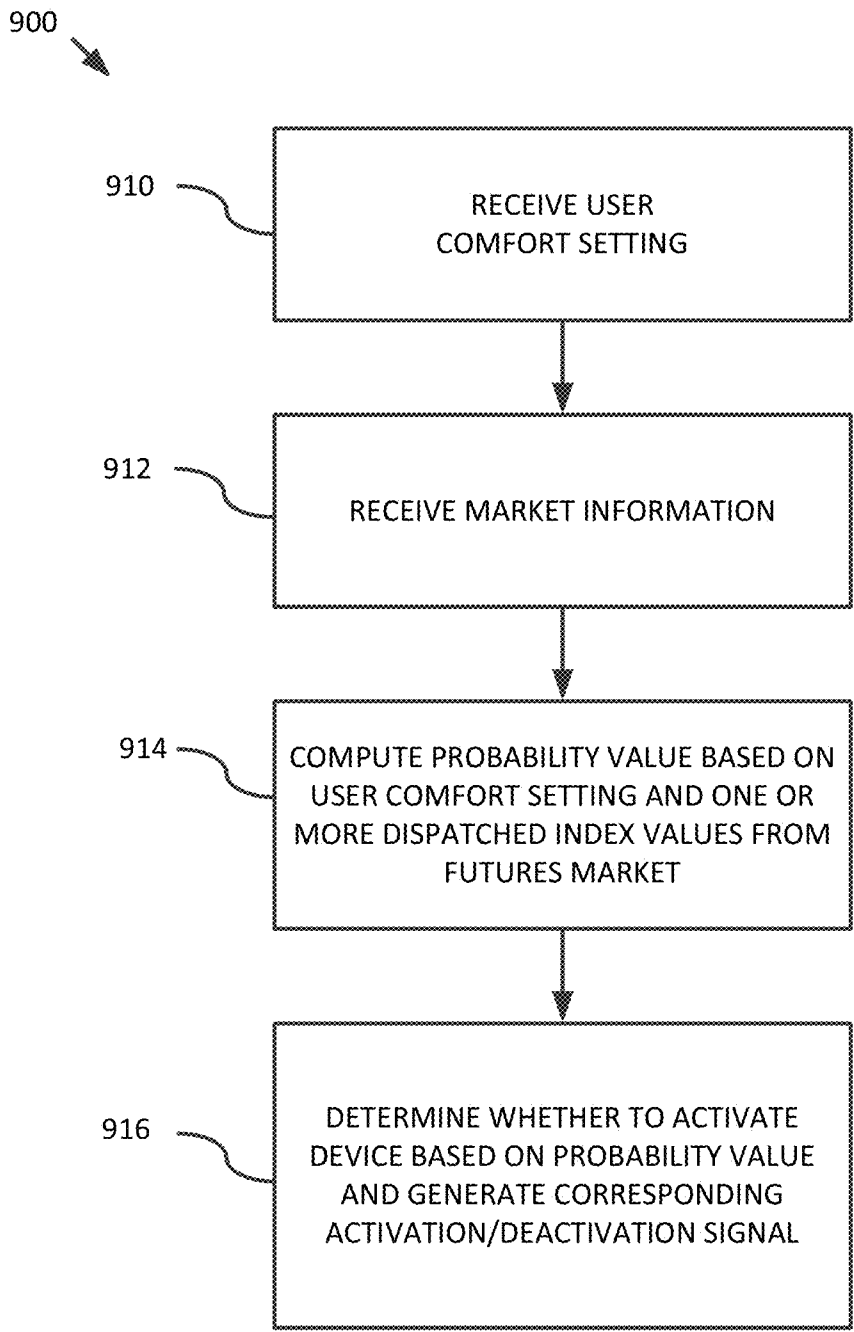 900
910
RECEIVE USER
COMFORT SETTING
912
RECEIVE MARKET INFORMATION
914
COMPUTE PROBABILITY VALUE BASED ON
USER COMFORT SETTING AND ONE OR
MORE DISPATCHED INDEX VALUES FROM
FUTURES MARKET
916
DETERMINE WHETHER TO ACTIVATE
DEVICE BASED ON PROBABILITY VALUE
AND GENERATE CORRESPONDING
ACTIVATION/DEACTIVATION SIGNAL